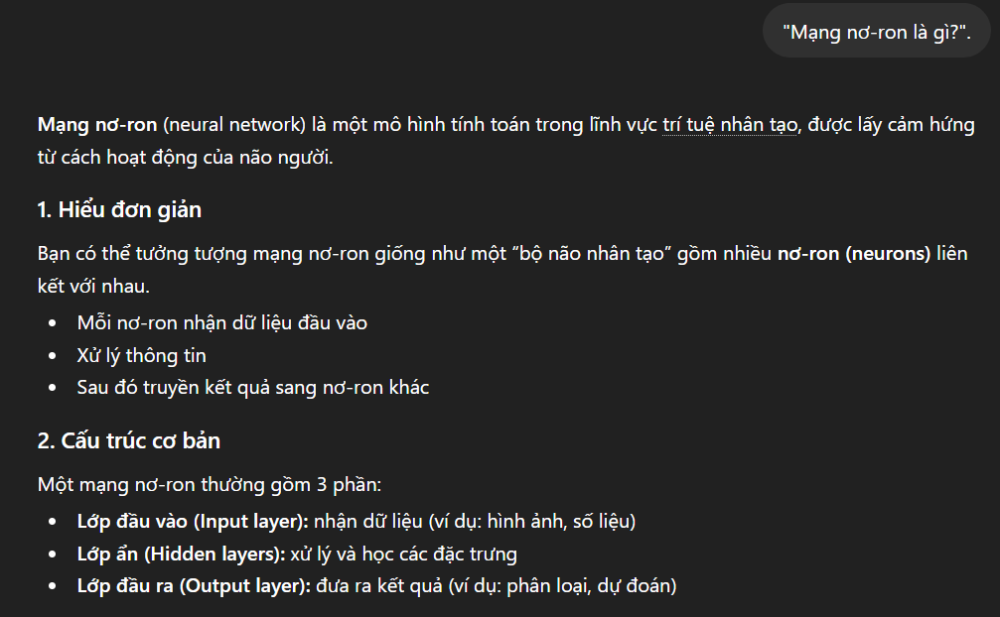 "Mạng nơ-ron là gì?".
Mạng nơ-ron (neural network) là một mô hình tính toán trong lĩnh vực trí tuệ nhân tạo, được lấy cảm hứng
từ cách hoạt động của não người.
1. Hiểu đơn giản
Bạn có thể tưởng tượng mạng nơ-ron giống như một “bộ não nhân tạo” gồm nhiều nơ-ron (neurons) liên
kết với nhau.
• Mỗi nơ-ron nhận dữ liệu đầu vào
• Xử lý thông tin
• Sau đó truyền kết quả sang nơ-ron khác
2. Cấu trúc cơ bản
Một mạng nơ-ron thường gồm 3 phần:
• Lớp đầu vào (Input layer): nhận dữ liệu (ví dụ: hình ảnh, số liệu)
• Lớp ẩn (Hidden layers): xử lý và học các đặc trưng
• Lớp đầu ra (Output layer): đưa ra kết quả (ví dụ: phân loại, dự đoán)